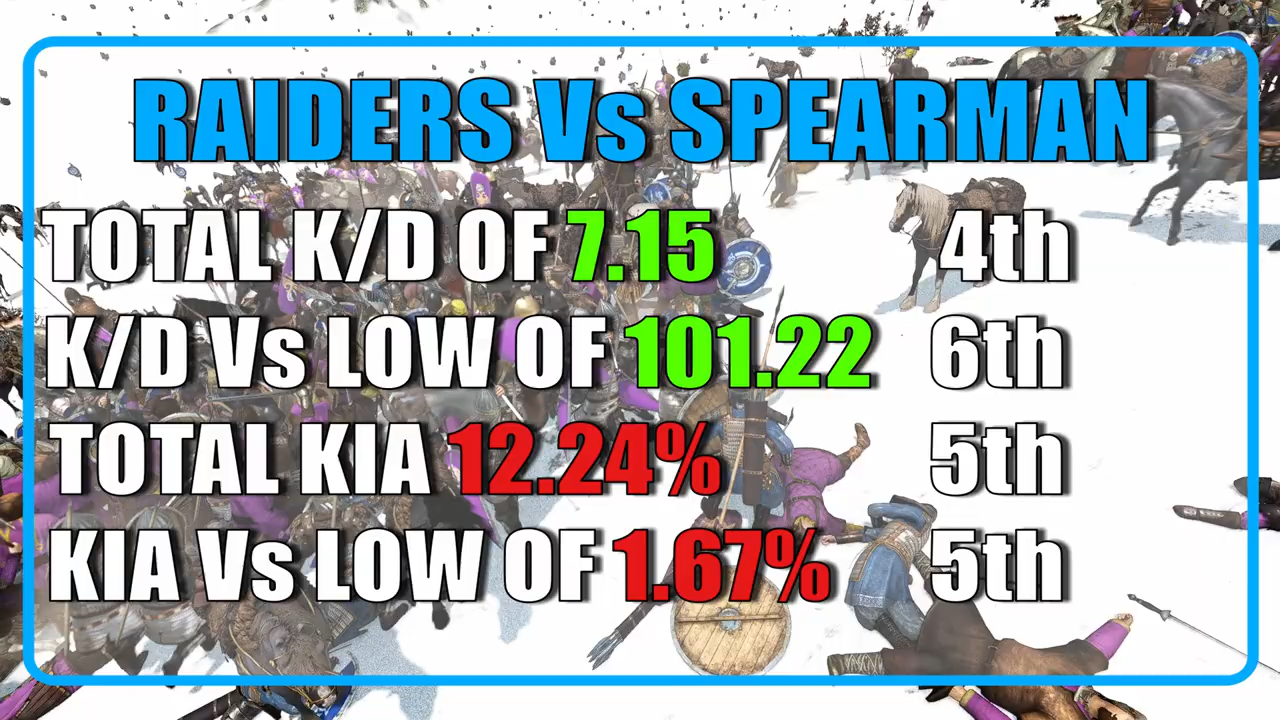 RAIDERS Vs SPEARMAN
TOTAL K/D OF 7.15 4th
K/D Vs LOW OF 101.22 6th
TOTAL KIA 12.24% 5th
KIA Vs LOW OF 1.67% 5th